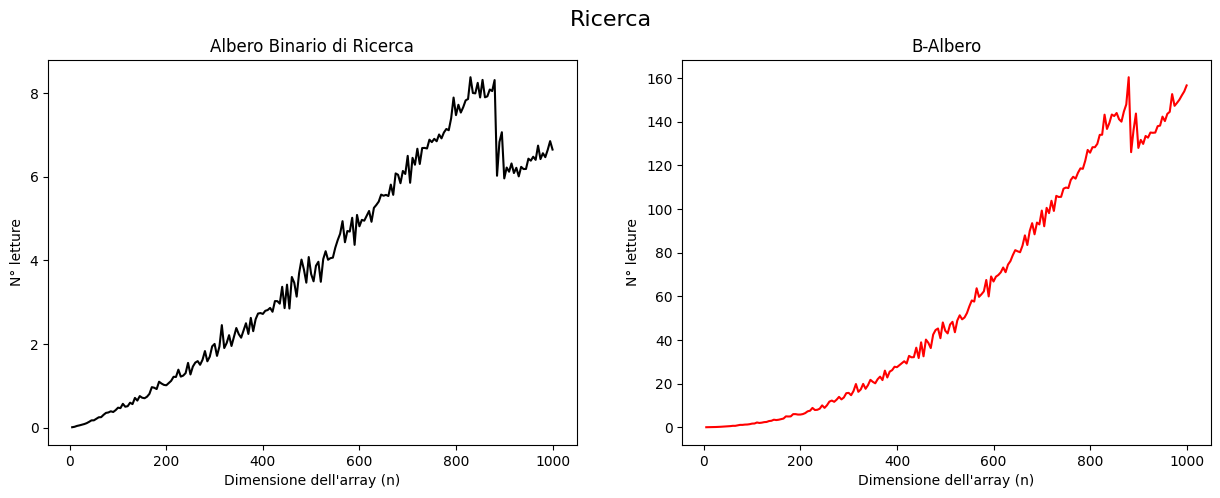 Ricerca
Albero Binario di Ricerca
N° letture
8
6
4
2
0
0 200 400 600 800 1000
Dimensione dell'array (n)
B-Albero
N° letture
160
140
120
100
80
60
40
20
0
0 200 400 600 800 1000
Dimensione dell'array (n)